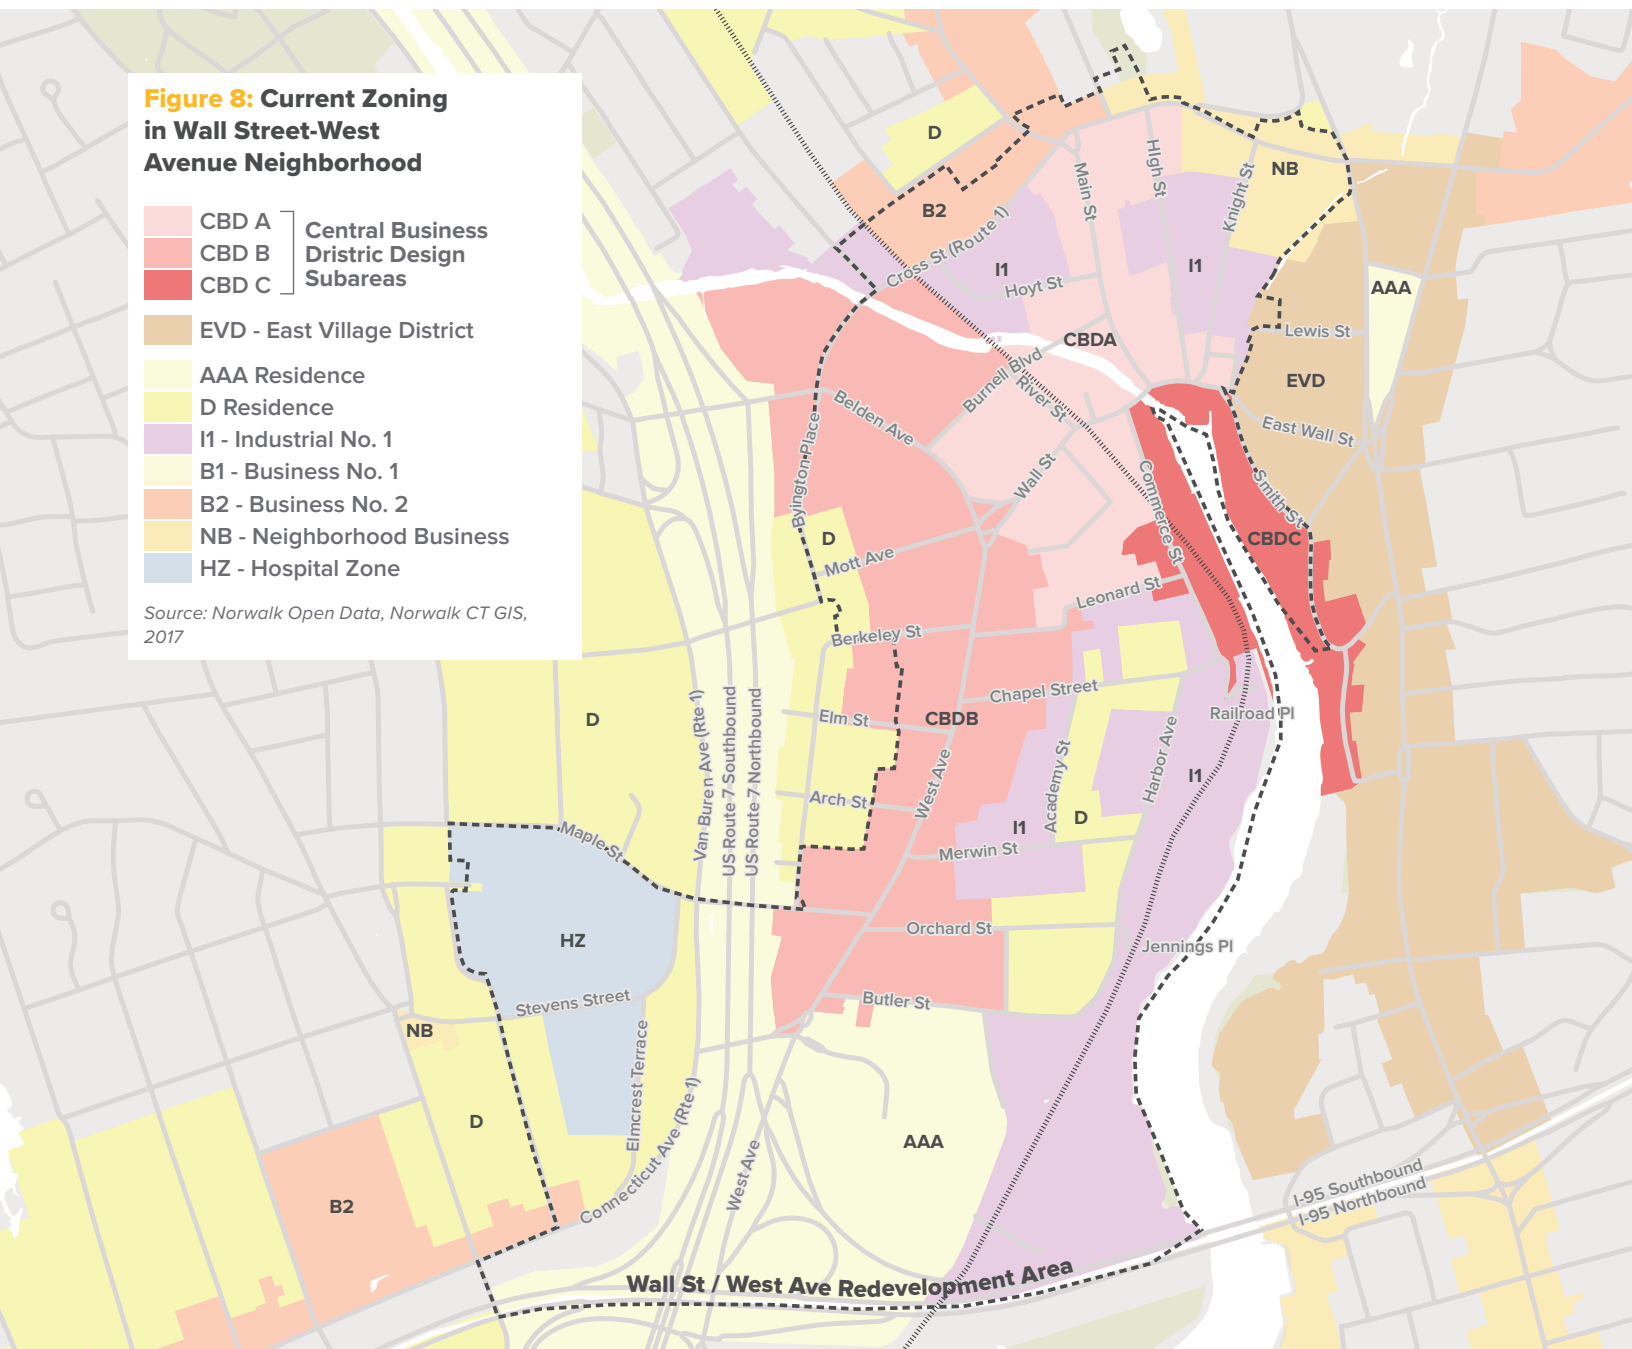 Figure 8: Current Zoning
in Wall Street-West
Avenue Neighborhood
CBD A
CBD B
CBD C
Central Business
Dristric Design
Subareas
EVD - East Village District
AAA Residence
D Residence
I1 - Industrial No. 1
B1 - Business No. 1
B2 - Business No. 2
NB - Neighborhood Business
HZ - Hospital Zone
Source: Norwalk Open Data, Norwalk CT GIS,
2017
D
B2
Cross St (Route 1)
I1
Hoyt St
Main St
HIgh St
Knight St
NB
I1
AAA
Lewis St
CBDA
EVD
East Wall St
Burnell Blvd
River St
Belden Ave
Byington Place
Wall St
Commerce St
Smith St
CBDC
D
Mott Ave
Leonard St
Berkeley St
Chapel Street
CBDB
Elm St
Railroad Pl
D
Van Buren Ave (Rte 1)
US Route 7 Southbound
US Route 7 Northbound
Arch St
West Ave
Academy St
Harbor Ave
I1
I1
D
Merwin St
Maple St
Orchard St
Jennings Pl
HZ
Stevens Street
Butler St
NB
Elmcrest Terrace
D
Connecticut Ave (Rte 1)
West Ave
AAA
B2
I-95 Southbound
I-95 Northbound
Wall St / West Ave Redevelopment Area